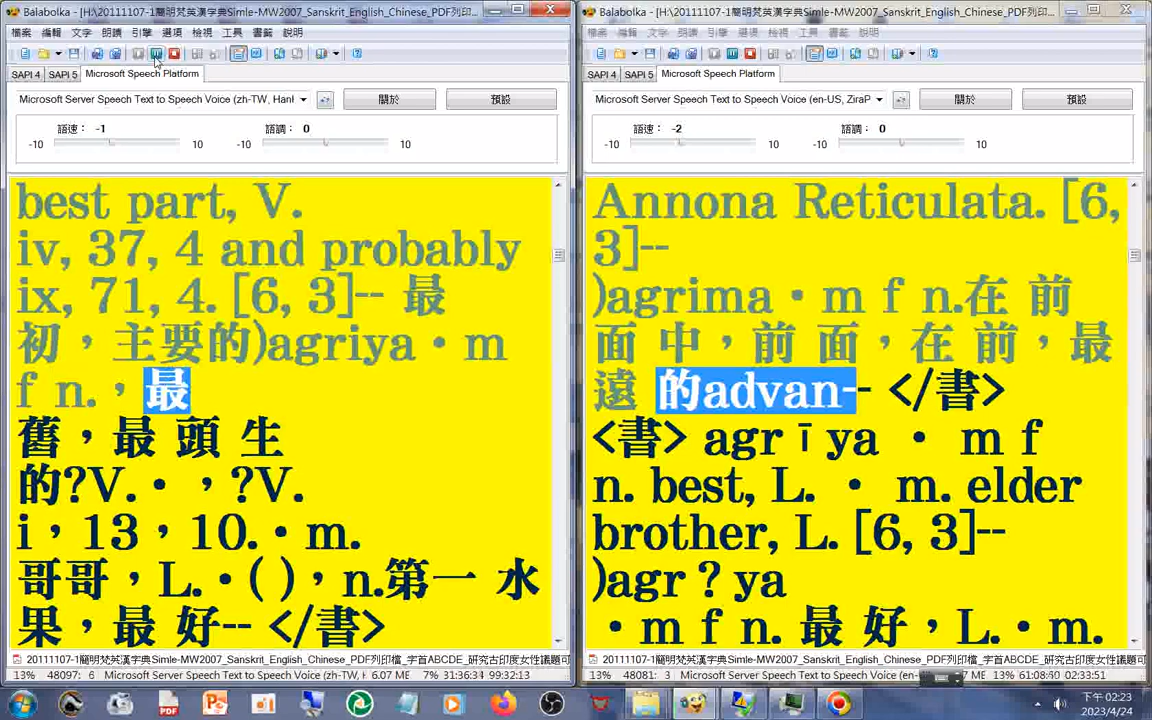 Balabolka - [H:\20111107-1簡明梵英漢字典Simle-MW2007_Sanskrit_English_Chinese_PDF列印...
檔案 編輯 文字 朗讀 引擎 選項 檢視 工具 書籤 說明
SAPI 4 SAPI 5 Microsoft Speech Platform
Microsoft Server Speech Text to Speech Voice (zh-TW, Hanl
關於 預設
語速： -1 語調： 0
-10 10 -10 10
best part, V.
iv, 37, 4 and probably
ix, 71, 4. [6, 3]-- 最
初，主要的)agriya・m
f n.，最
舊，最 頭 生
的?V.・，?V.
i，13，10.・m.
哥哥，L.・( )，n.第一 水
果，最 好-- </書>
20111107-1簡明梵英漢字典Simle-MW2007_Sanskrit_English_Chinese_PDF列印檔_字首ABCDE_研究古印度女性議題可
13% 48097: 6 Microsoft Server Speech Text to Speech Voice (zh-TW, H 6.07 ME 7% 31:36:34 99:32:13
Balabolka - [H:\20111107-1簡明梵英漢字典Simle-MW2007_Sanskrit_English_Chinese_PDF列印...
檔案 編輯 文字 朗讀 引擎 選項 檢視 工具 書籤 說明
SAPI 4 SAPI 5 Microsoft Speech Platform
Microsoft Server Speech Text to Speech Voice (en-US, ZiraP
關於 預設
語速： -2 語調： 0
-10 10 -10 10
Annona Reticulata. [6,
3]--
)agrima・m f n.在 前
面 中，前 面，在 前，最
遠 的advan-- </書>
<書> agr ī ya ・ m f
n. best, L. ・ m. elder
brother, L. [6, 3]--
)agr ? ya
・m f n. 最 好，L.・m.
20111107-1簡明梵英漢字典Simle-MW2007_Sanskrit_English_Chinese_PDF列印檔_字首ABCDE_研究古印度女性議題可
13% 48081: 3 Microsoft Server Speech Text to Speech Voice (en-US 13% 61:08:40 02:33:51
下午 02:23
2023/4/24